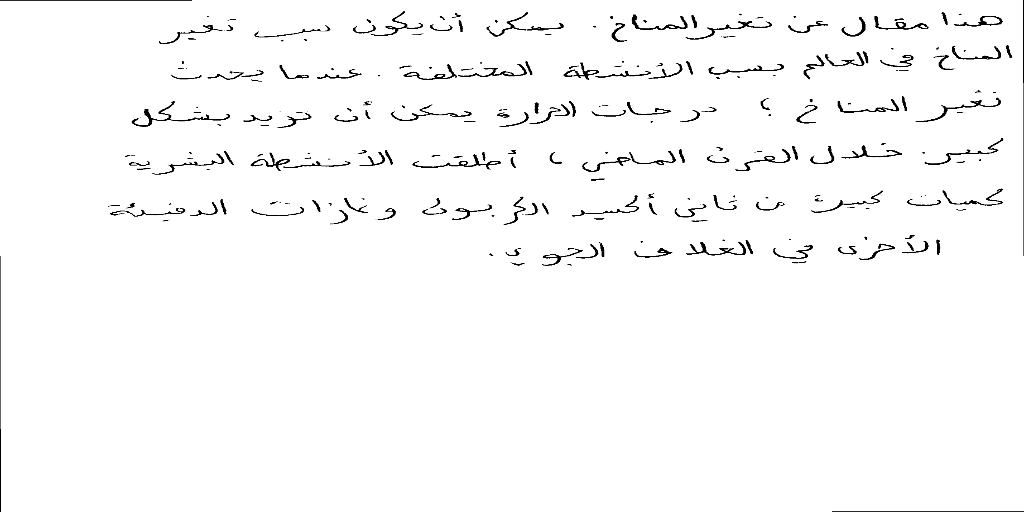 هذا مقال عن تغير المناخ. يمكن أن يكون سبب تغير
المناخ في العالم بسبب الأنشطة المختلفة. عندما يحدث
تغير المناخ ؛ درجات الحرارة يمكن أن تزيد بشكل
كبير. خلال القرن الماضي ، أطلقت الأنشطة البشرية
كميات كبيرة من ثاني أكسيد الكربون وغازات الدفيئة
الأخرى في الغلاف الجوي.